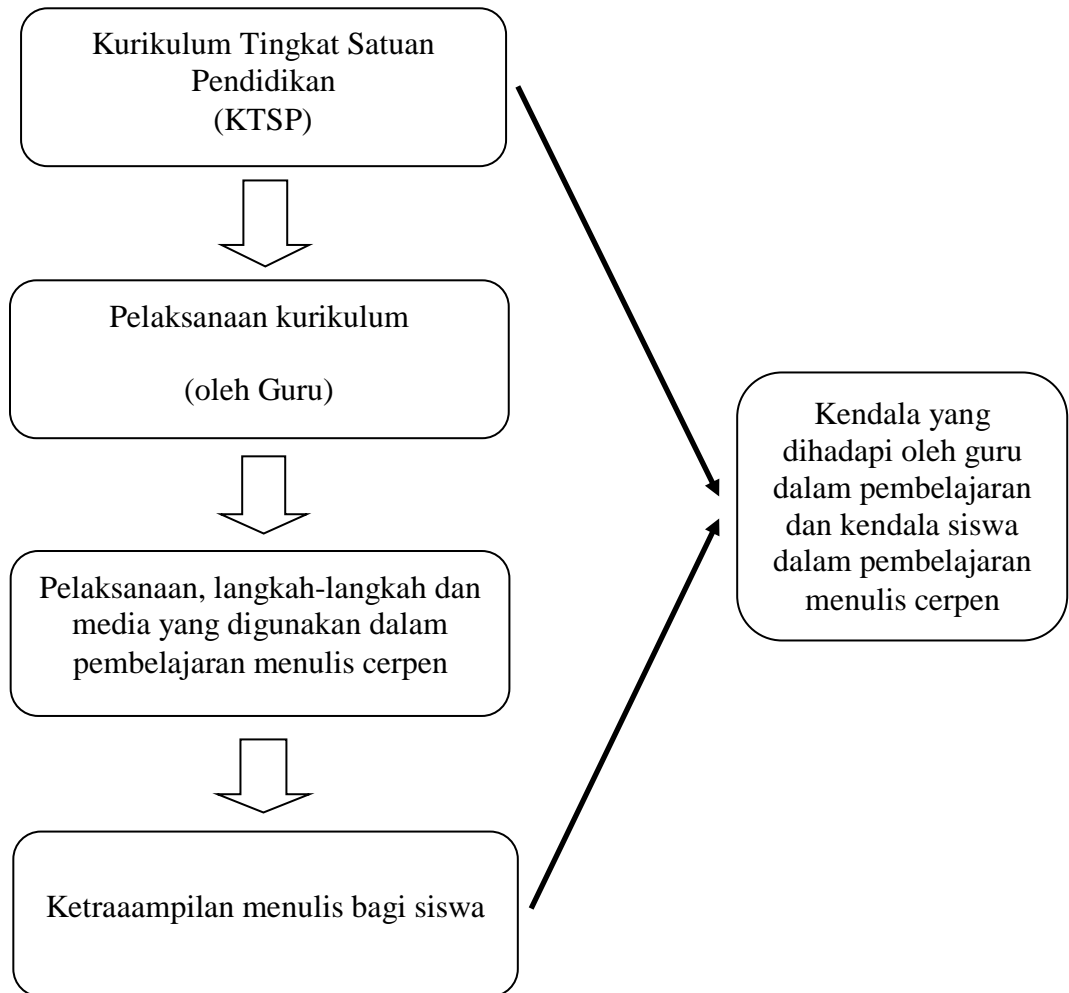 Kurikulum Tingkat Satuan
Pendidikan
(KTSP)
Pelaksanaan kurikulum
(oleh Guru)
Pelaksanaan, langkah-langkah dan
media yang digunakan dalam
pembelajaran menulis cerpen
Ketraaampilan menulis bagi siswa
Kendala yang
dihadapi oleh guru
dalam pembelajaran
dan kendala siswa
dalam pembelajaran
menulis cerpen